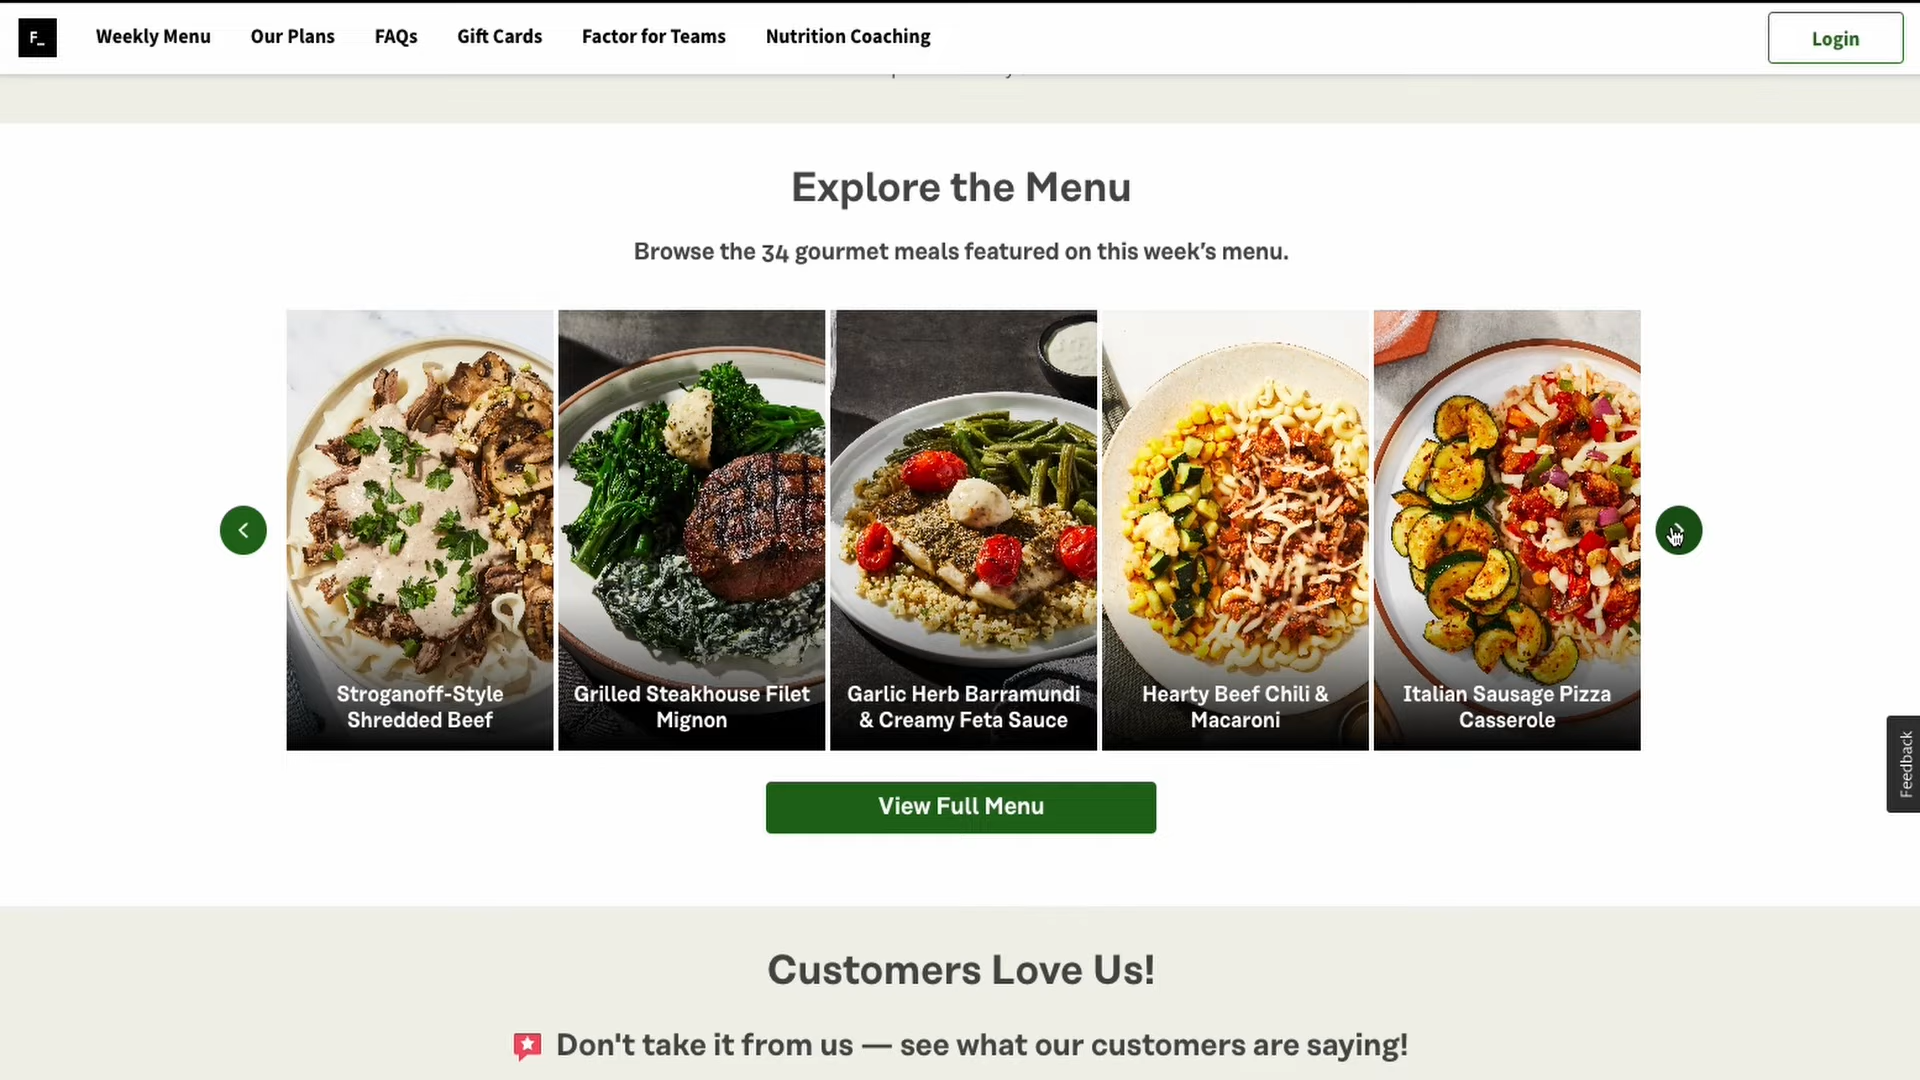 F_
Weekly Menu
Our Plans
FAQs
Gift Cards
Factor for Teams
Nutrition Coaching
Login
Explore the Menu
Browse the 34 gourmet meals featured on this week’s menu.
Stroganoff-Style
Shredded Beef
Grilled Steakhouse Filet
Mignon
Garlic Herb Barramundi
& Creamy Feta Sauce
Hearty Beef Chili &
Macaroni
Italian Sausage Pizza
Casserole
View Full Menu
Feedback
Customers Love Us!
Don't take it from us — see what our customers are saying!